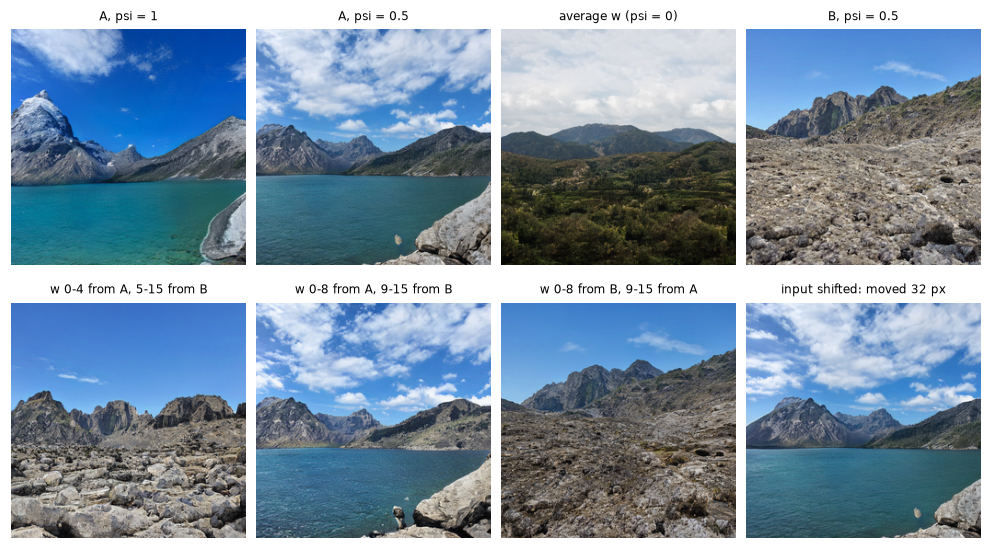 A, psi = 1
A, psi = 0.5
average w (psi = 0)
B, psi = 0.5
w 0-4 from A, 5-15 from B
w 0-8 from A, 9-15 from B
w 0-8 from B, 9-15 from A
input shifted: moved 32 px